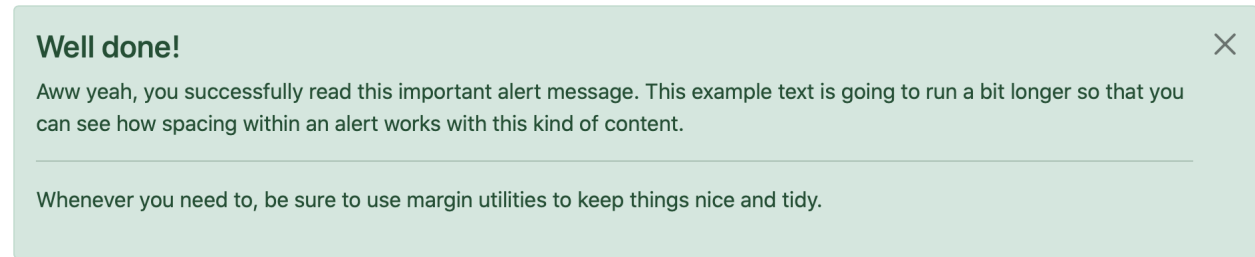 Well done!
Aww yeah, you successfully read this important alert message. This example text is going to run a bit longer so that you
can see how spacing within an alert works with this kind of content.
Whenever you need to, be sure to use margin utilities to keep things nice and tidy.